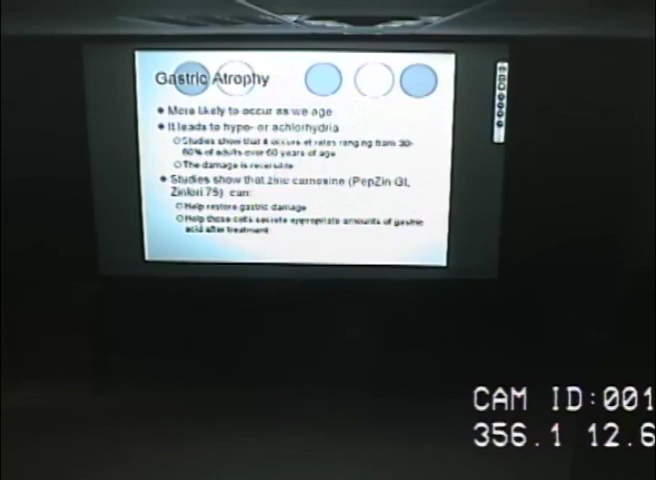 Gastric Atrophy
• More likely to occur as we age
• It leads to hypo- or achlorhydria
○ Studies show that it occurs at rates ranging from 30-
60% of adults over 60 years of age
○ The damage is reversible
• Studies show that zinc carnosine (PepZin GI,
Zinlori 75) can:
○ Help restore gastric damage
○ Help these cells secrete appropriate amounts of gastric
acid after treatment
CAM ID:001
356.1 12.6